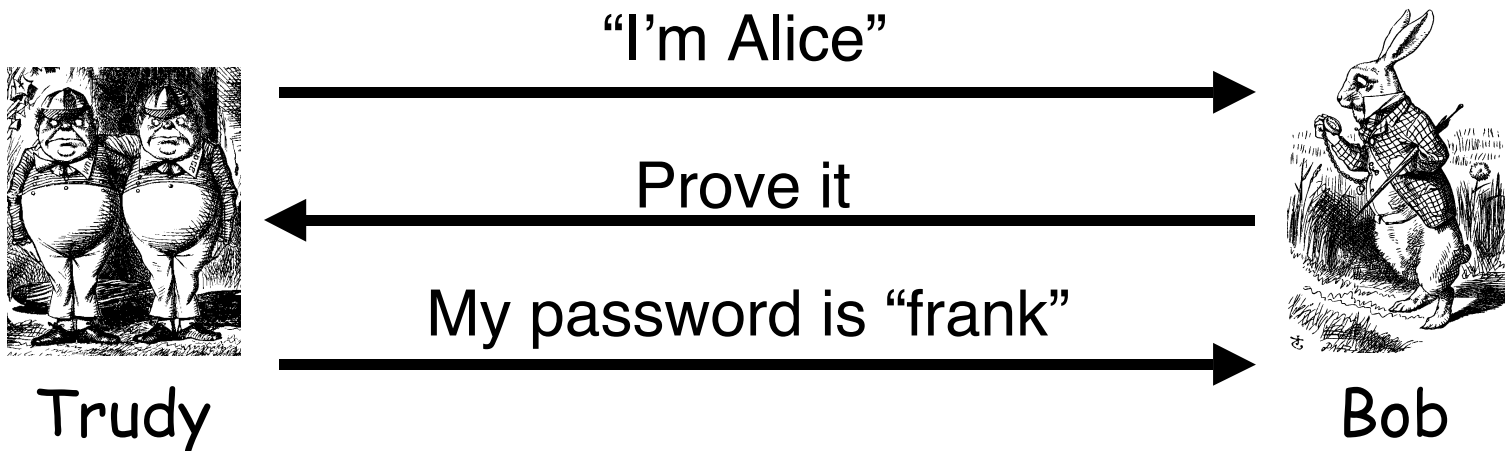 “I’m Alice”
Prove it
My password is “frank”
Trudy
Bob